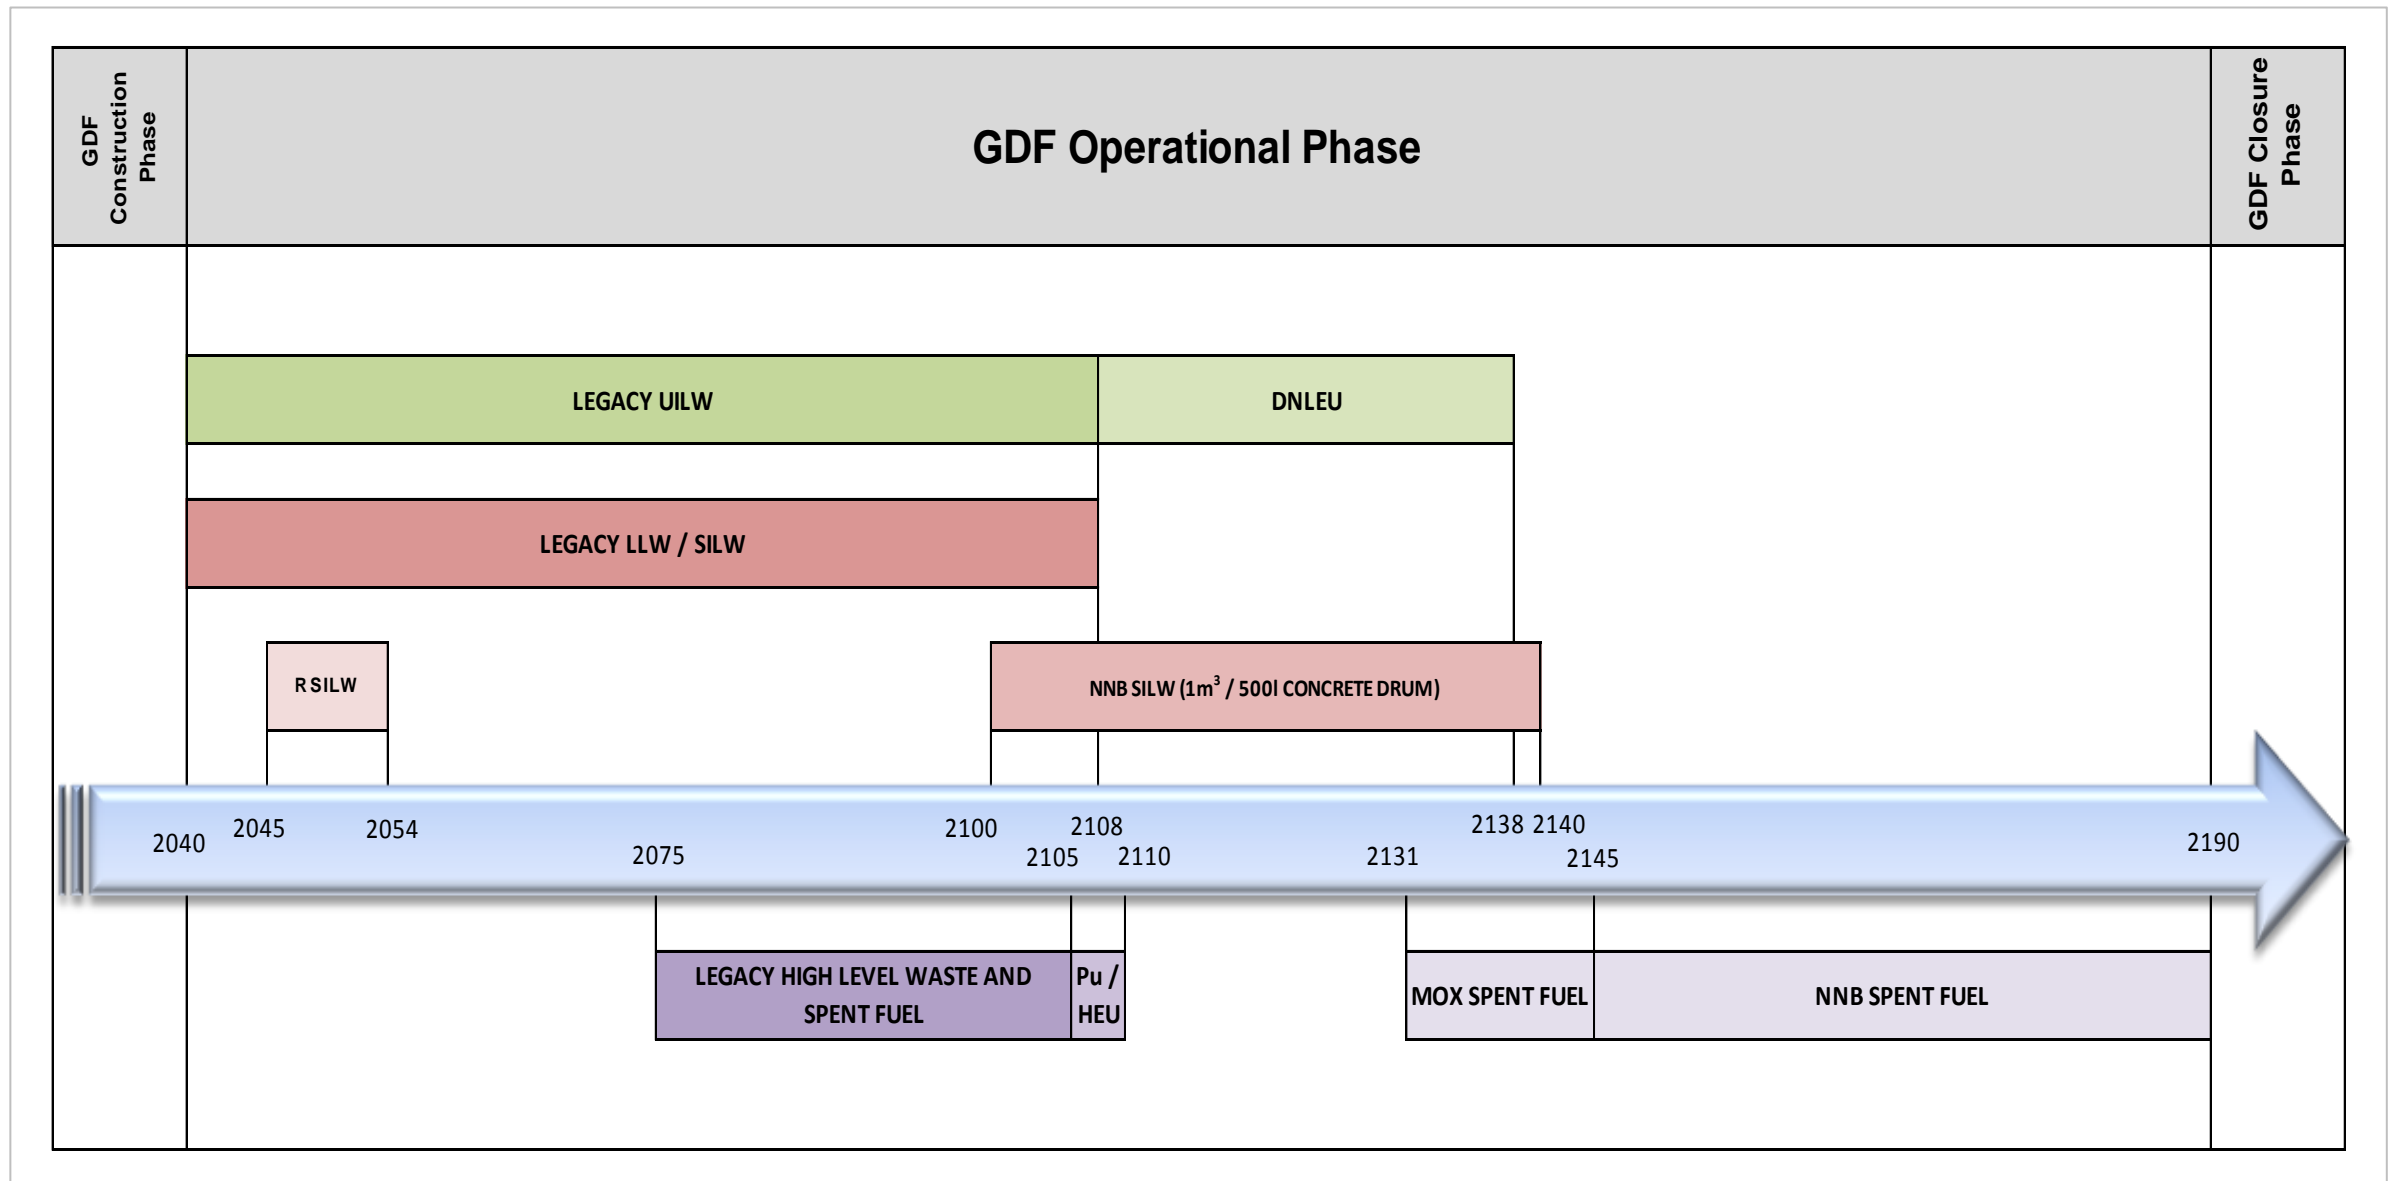 GDF
Construction
Phase
GDF Operational Phase
GDF Closure
Phase
LEGACY UILW
DNLEU
LEGACY LLW / SILW
R SILW
NNB SILW (1m³ / 500l CONCRETE DRUM)
2040
2045
2054
2075
2100
2105
2108
2110
2131
2138
2140
2145
2190
LEGACY HIGH LEVEL WASTE AND
SPENT FUEL
Pu /
HEU
MOX SPENT FUEL
NNB SPENT FUEL